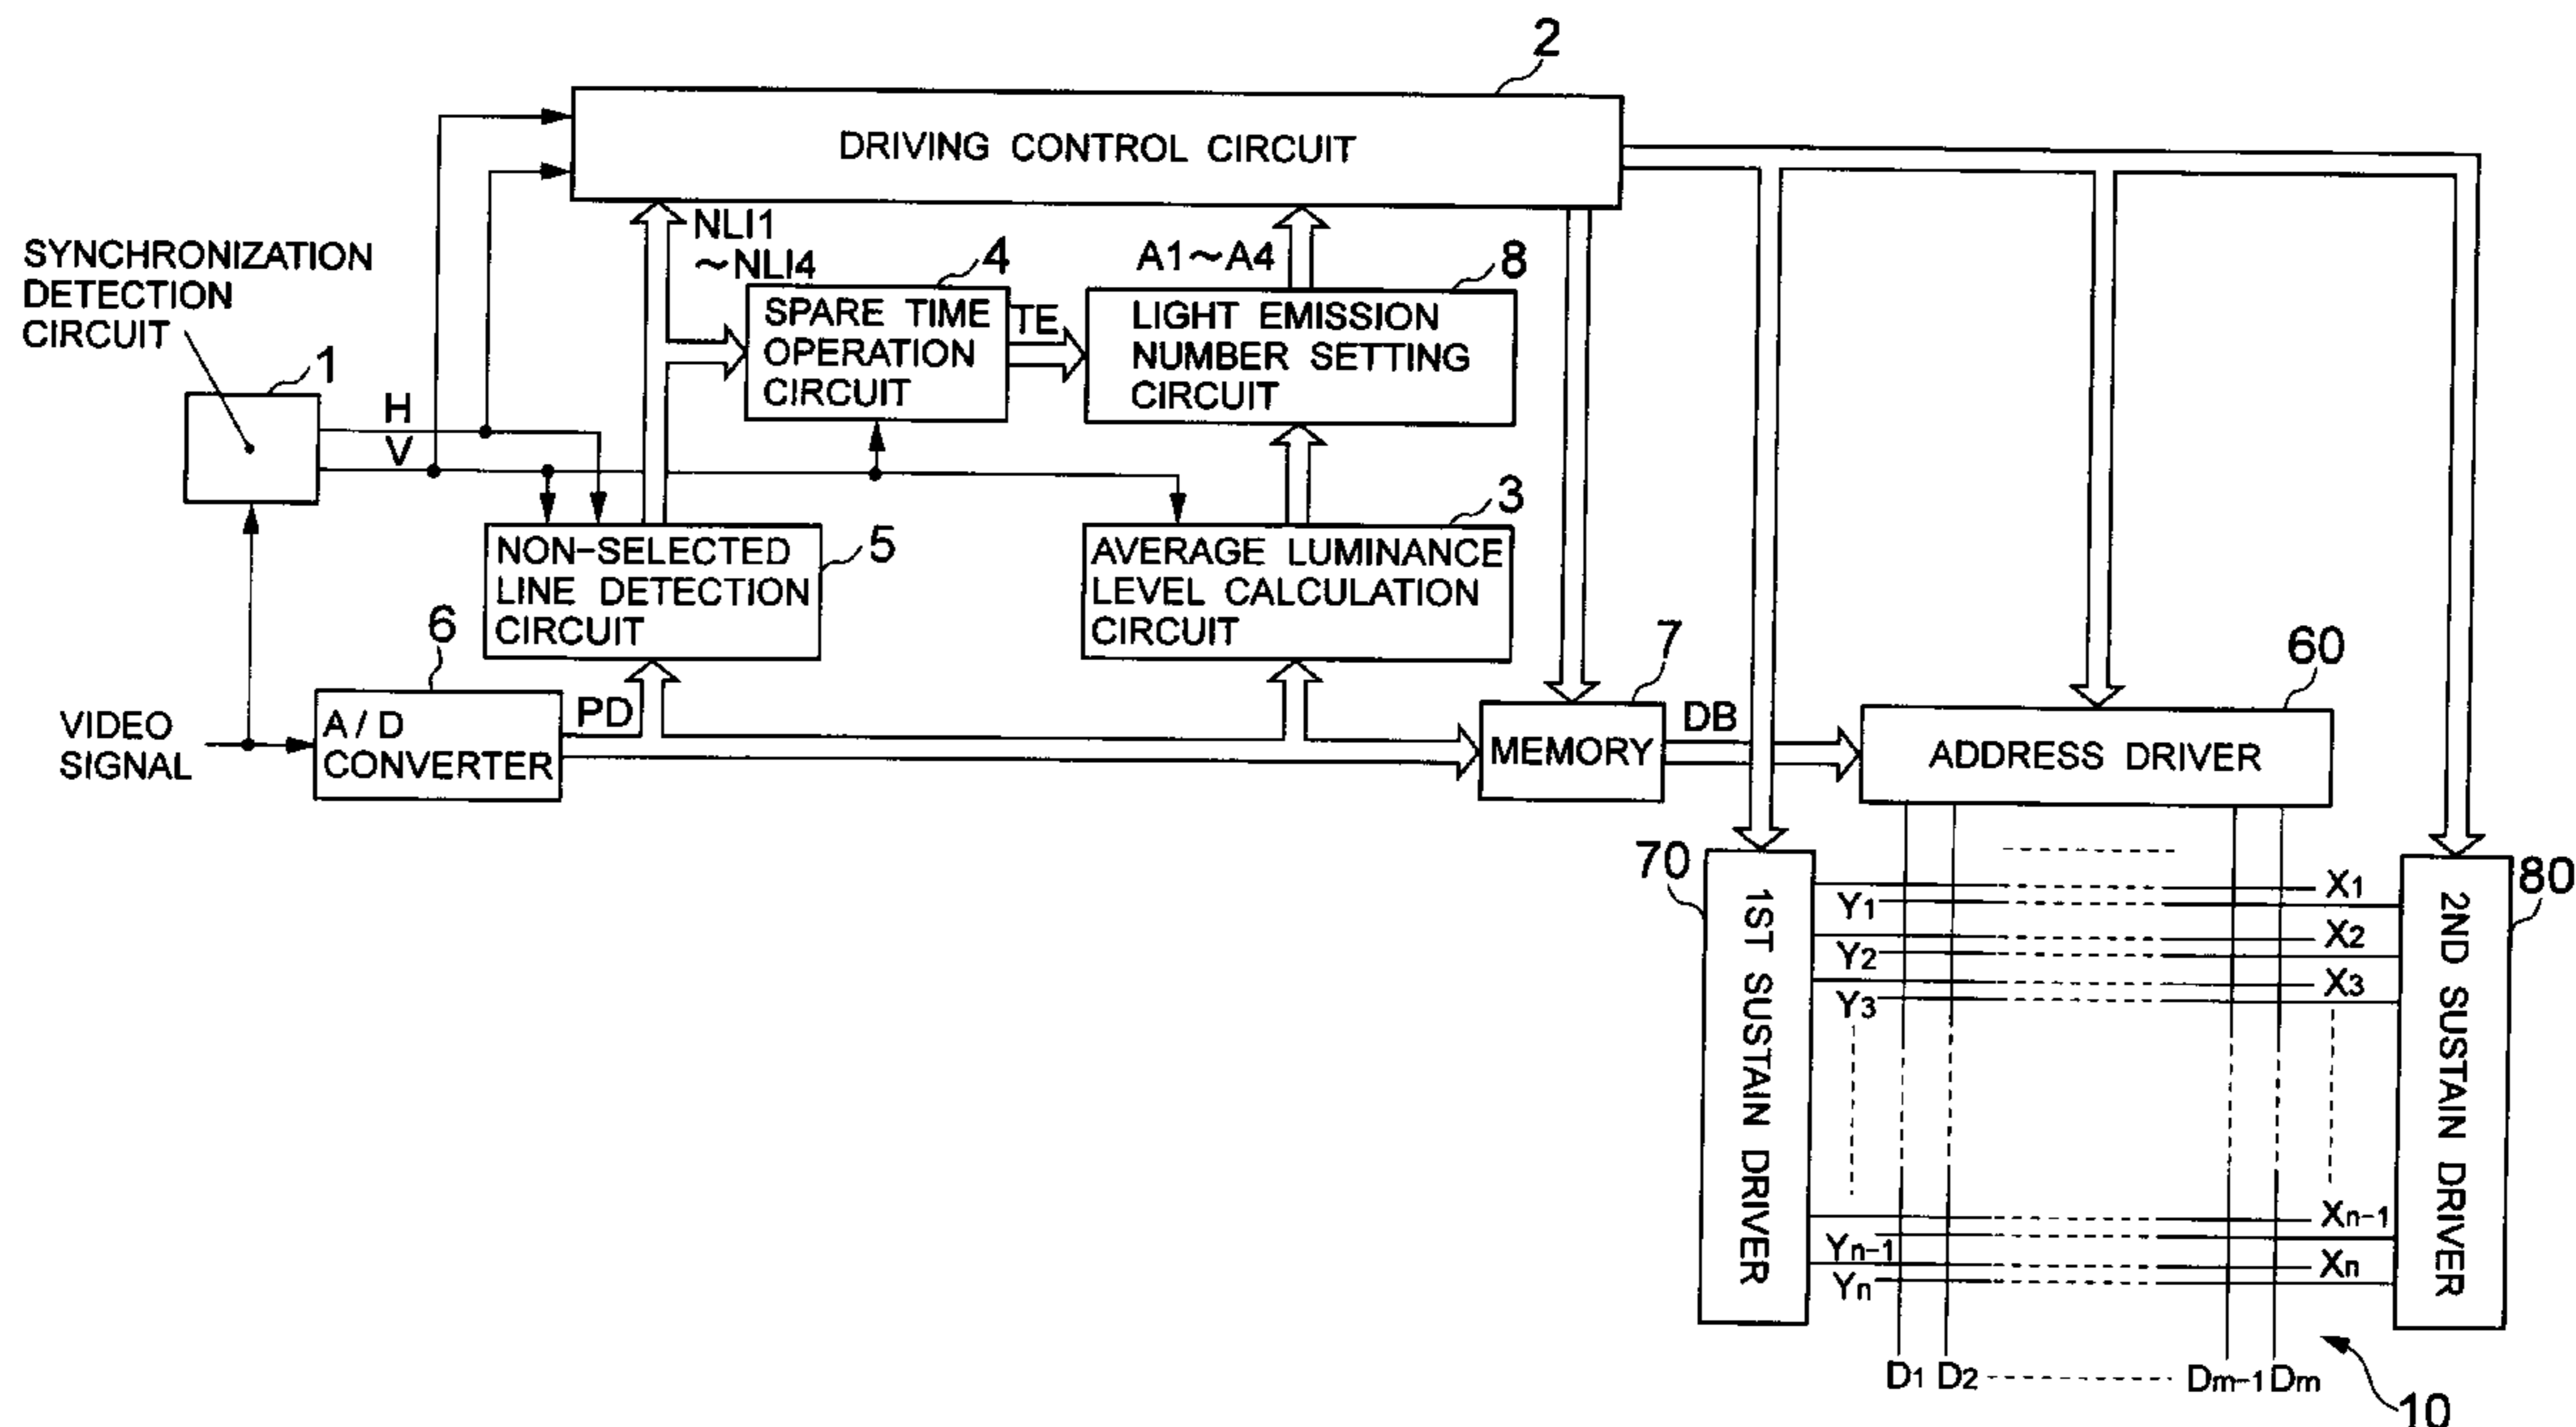 2
DRIVING CONTROL CIRCUIT
SYNCHRONIZATION
DETECTION
CIRCUIT
1
H
V
NLI1
~NLI4
4
SPARE TIME
OPERATION
CIRCUIT
TE
A1~A4
8
LIGHT EMISSION
NUMBER SETTING
CIRCUIT
NON-SELECTED
LINE DETECTION
CIRCUIT
5
3
AVERAGE LUMINANCE
LEVEL CALCULATION
CIRCUIT
VIDEO
SIGNAL
6
A/D
CONVERTER
PD
7
MEMORY
DB
60
ADDRESS DRIVER
70
1ST SUSTAIN DRIVER
80
2ND SUSTAIN DRIVER
X1
Y1
X2
Y2
X3
Y3
Xn-1
Yn-1
Xn
Yn
D1 D2 Dm-1 Dm
10